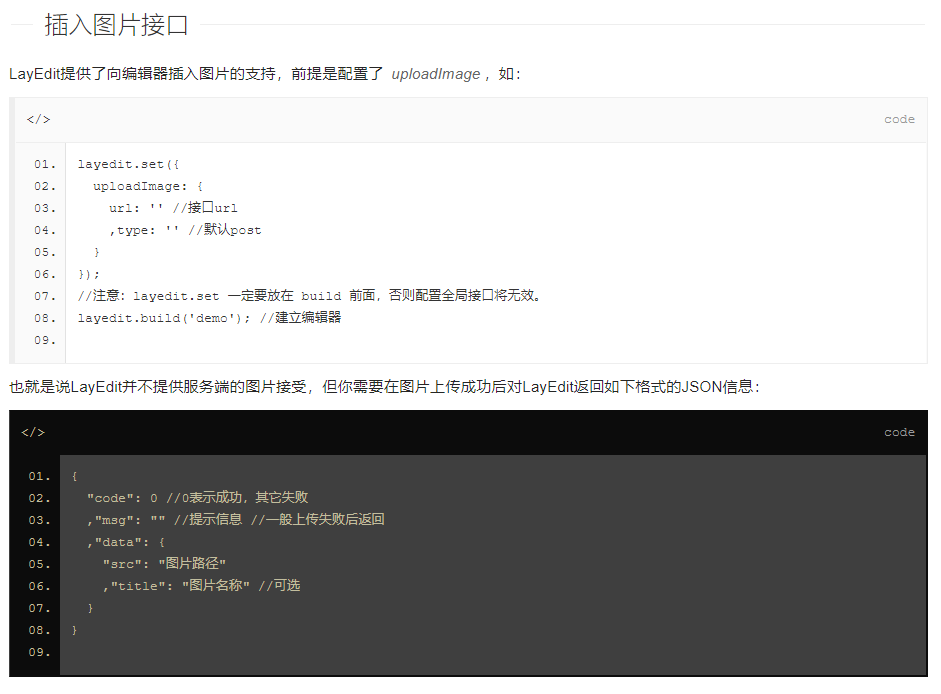 插入图片接口
LayEdit提供了向编辑器插入图片的支持，前提是配置了 uploadImage ，如：
</> code
01. layedit.set({
02.   uploadImage: {
03.     url: '' //接口url
04.     ,type: '' //默认post
05.   }
06. });
07. //注意：layedit.set 一定要放在 build 前面，否则配置全局接口将无效。
08. layedit.build('demo'); //建立编辑器
09.
也就是说LayEdit并不提供服务端的图片接受，但你需要在图片上传成功后对LayEdit返回如下格式的JSON信息：
</> code
01. {
02.   "code": 0 //0表示成功，其它失败
03.   ,"msg": "" //提示信息 //一般上传失败后返回
04.   ,"data": {
05.     "src": "图片路径"
06.     ,"title": "图片名称" //可选
07.   }
08. }
09.